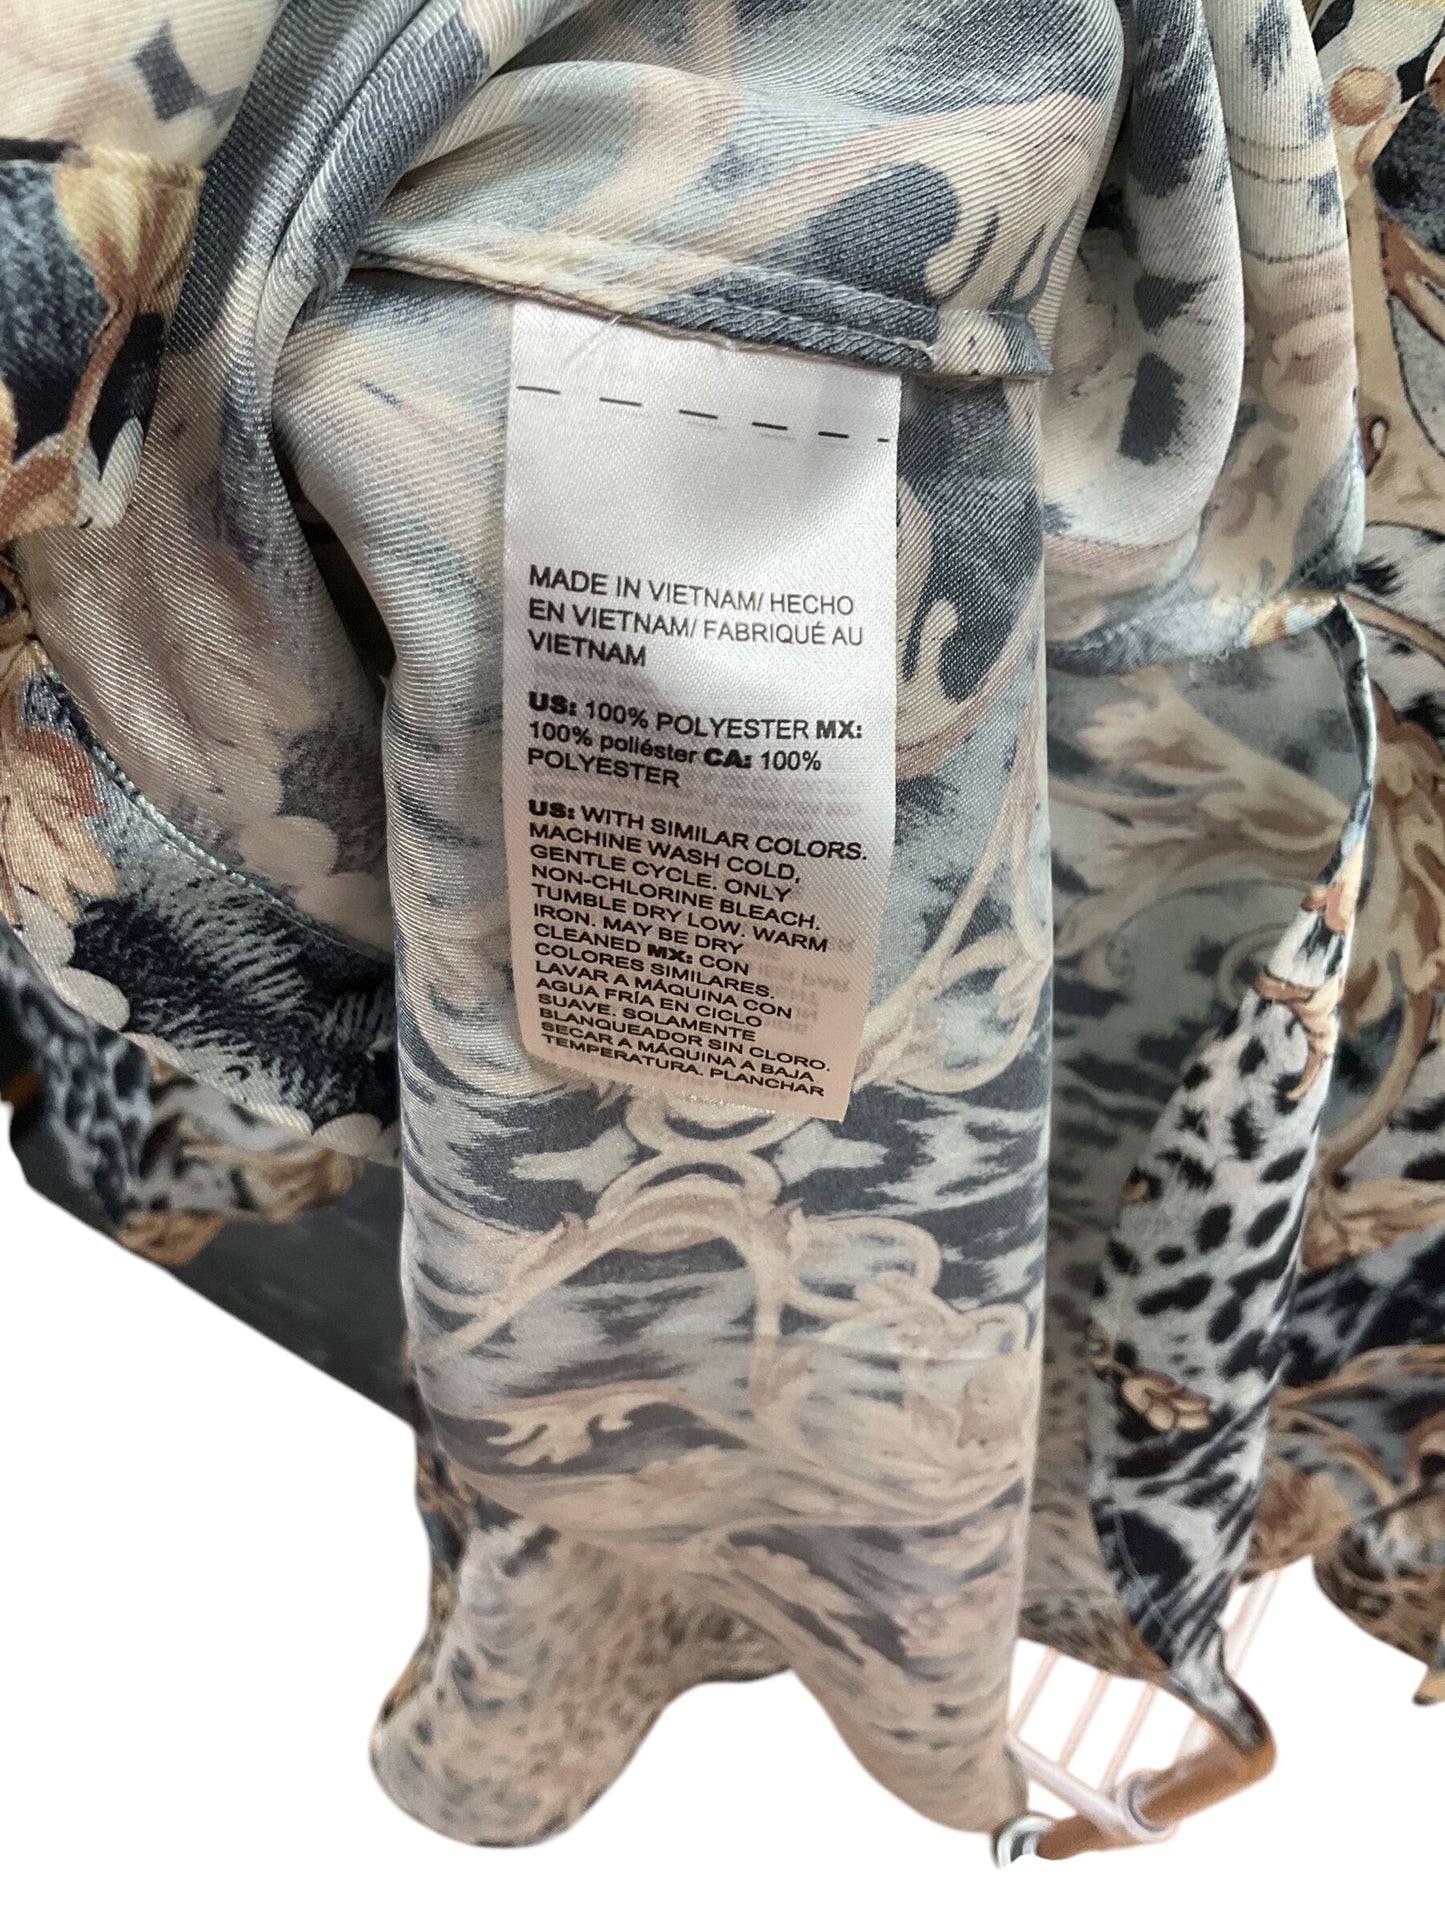 MADE IN VIETNAM/ HECHO
EN VIETNAM/ FABRIQUÉ AU
VIETNAM
US: 100% POLYESTER MX:
100% poliéster CA: 100%
POLYESTER
US: WITH SIMILAR COLORS.
MACHINE WASH COLD,
GENTLE CYCLE. ONLY
NON-CHLORINE BLEACH.
TUMBLE DRY LOW. WARM
IRON. MAY BE DRY
CLEANED MX: CON
COLORES SIMILARES.
LAVAR A MÁQUINA CON
AGUA FRÍA EN CICLO
SUAVE. SOLAMENTE
BLANQUEADOR SIN CLORO.
SECAR A MÁQUINA A BAJA
TEMPERATURA. PLANCHAR